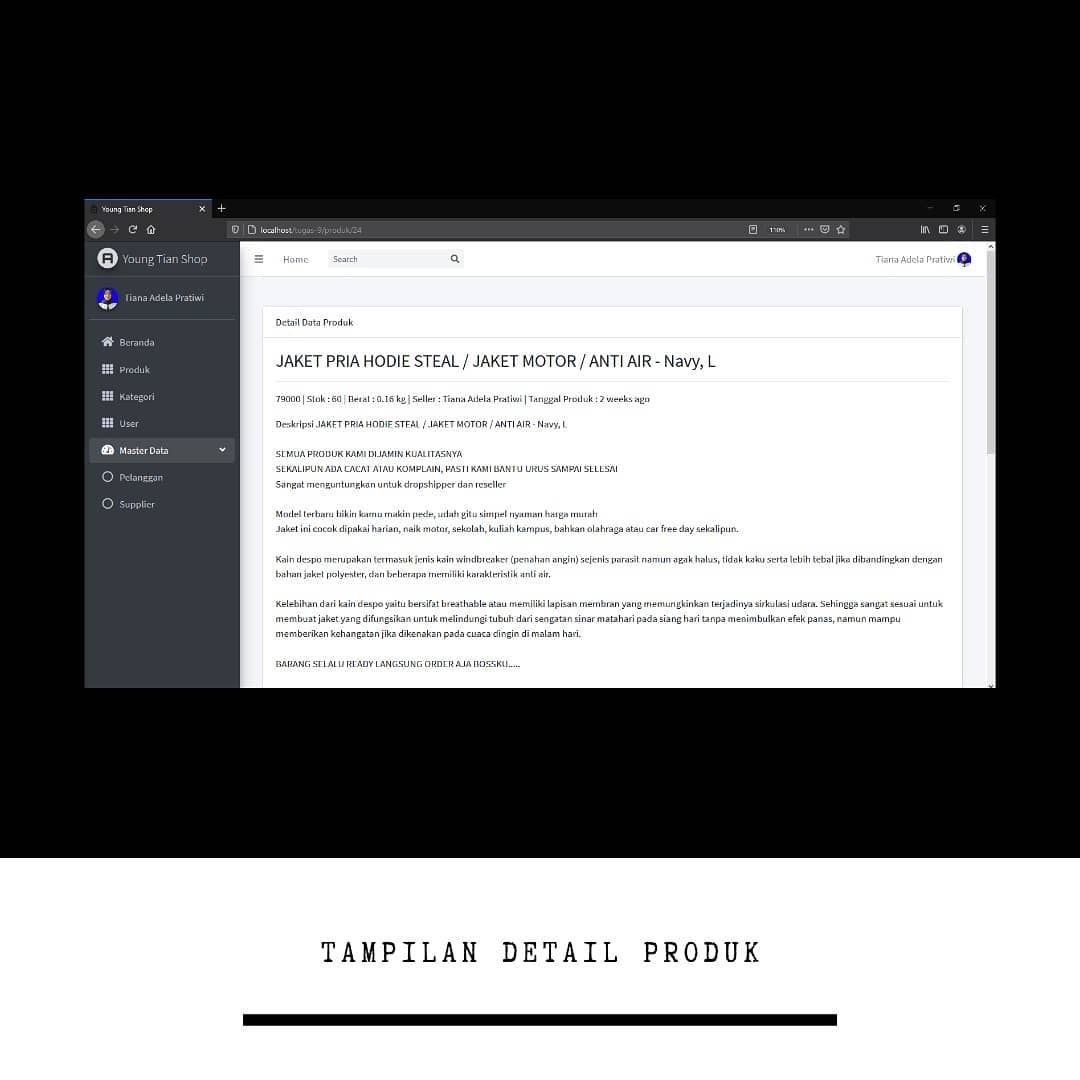 Young Tian Shop
localhost/tugas-9/produk/24
110%
Young Tian Shop
Home
Search
Tiana Adela Pratiwi
Tiana Adela Pratiwi
Beranda
Produk
Kategori
User
Master Data
Pelanggan
Supplier
Detail Data Produk
JAKET PRIA HODIE STEAL / JAKET MOTOR / ANTI AIR - Navy, L
79000 | Stok : 60 | Berat : 0.16 kg | Seller : Tiana Adela Pratiwi | Tanggal Produk : 2 weeks ago
Deskripsi JAKET PRIA HODIE STEAL / JAKET MOTOR / ANTI AIR - Navy, L
SEMUA PRODUK KAMI DIJAMIN KUALITASNYA
SEKALIPUN ADA CACAT ATAU KOMPLAIN, PASTI KAMI BANTU URUS SAMPAI SELESAI
Sangat menguntungkan untuk dropshipper dan reseller
Model terbaru bikin kamu makin pede, udah gitu simpel nyaman harga murah
Jaket ini cocok dipakai harian, naik motor, sekolah, kuliah kampus, bahkan olahraga atau car free day sekalipun.
Kain despo merupakan termasuk jenis kain windbreaker (penahan angin) sejenis parasit namun agak halus, tidak kaku serta lebih tebal jika dibandingkan dengan
bahan jaket polyester, dan beberapa memiliki karakteristik anti air.
Kelebihan dari kain despo yaitu bersifat breathable atau memiliki lapisan membran yang memungkinkan terjadinya sirkulasi udara. Sehingga sangat sesuai untuk
membuat jaket yang difungsikan untuk melindungi tubuh dari sengatan sinar matahari pada siang hari tanpa menimbulkan efek panas, namun mampu
memberikan kehangatan jika dikenakan pada cuaca dingin di malam hari.
BARANG SELALU READY LANGSUNG ORDER AJA BOSSKU.....
TAMPILAN DETAIL PRODUK